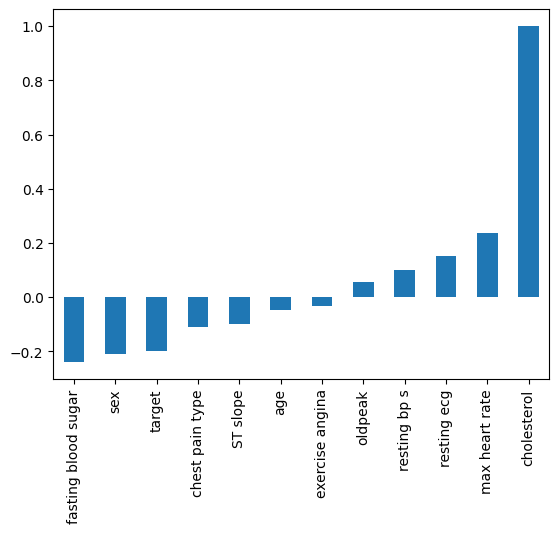 1.0
0.8
0.6
0.4
0.2
0.0
−0.2
fasting blood sugar
sex
target
chest pain type
ST slope
age
exercise angina
oldpeak
resting bp s
resting ecg
max heart rate
cholesterol